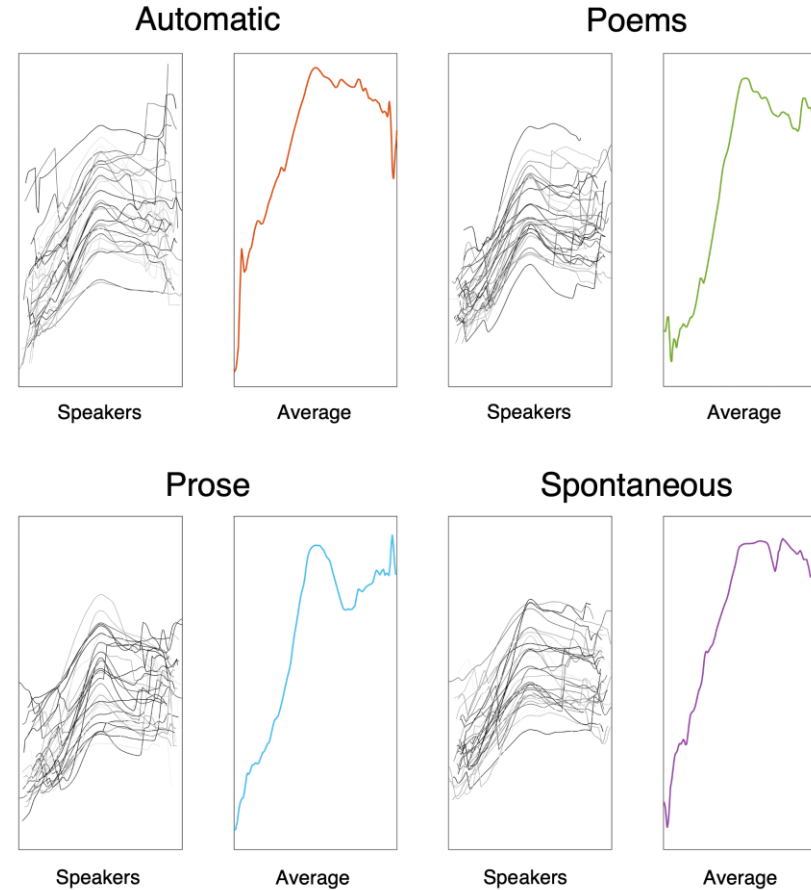 Automatic
Poems
Speakers
Average
Speakers
Average
Prose
Spontaneous
Speakers
Average
Speakers
Average